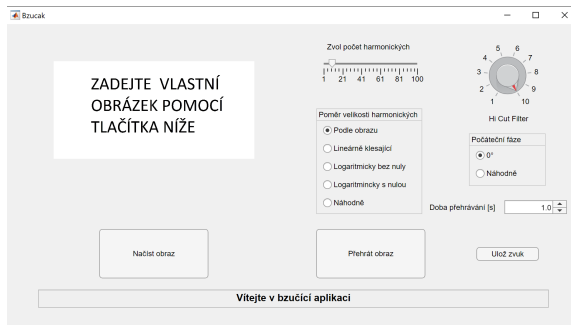 Bzucak
ZADEJTE VLASTNÍ
OBRÁZEK POMOCÍ
TLAČÍTKA NÍŽE
Zvol počet harmonických
1 21 41 61 81 100
Poměr velikosti harmonických
Podle obrazu
Lineárně klesající
Logaritmicky bez nuly
Logaritmincky s nulou
Náhodně
1 2 3 4 5 6 7 8 9 10
Hi Cut Filter
Počáteční fáze
0°
Náhodně
Doba přehrávání [s] 1.0
Načíst obraz
Přehrát obraz
Ulož zvuk
Vítejte v bzučící aplikaci